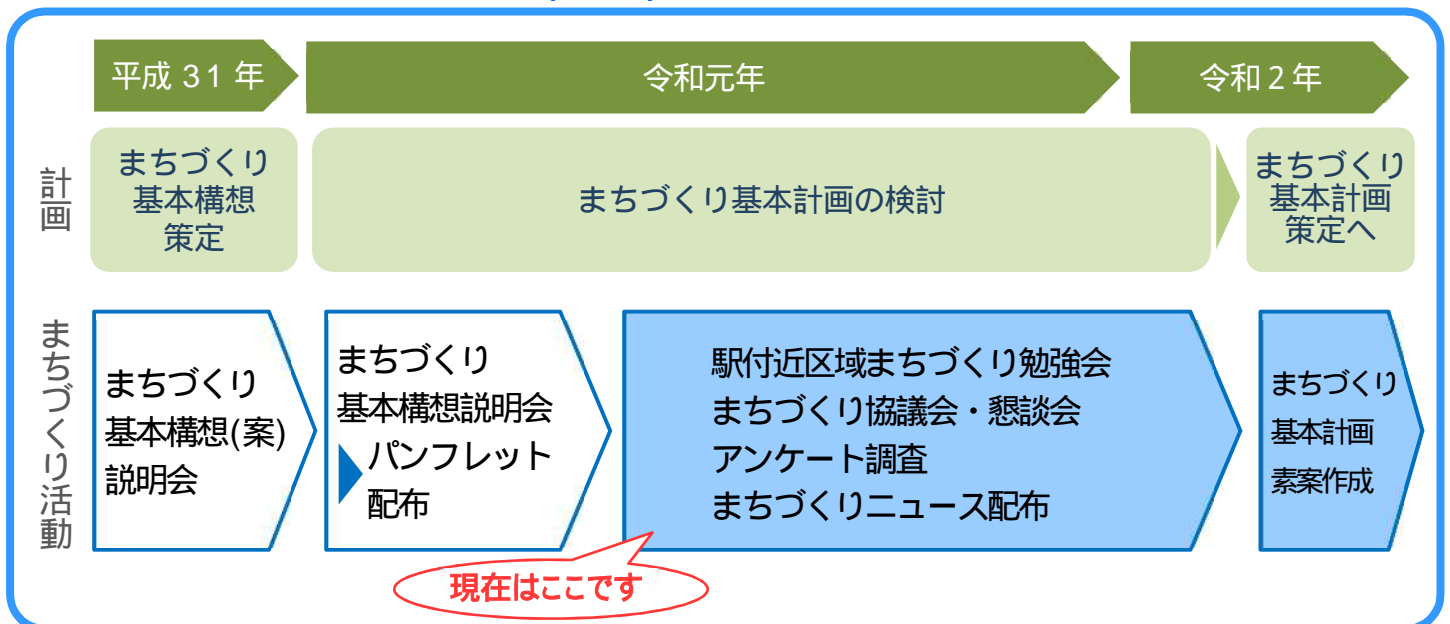 平成 31 年
令和元年
令和2年
計画
まちづくり
基本構想
策定
まちづくり基本計画の検討
まちづくり
基本計画
策定へ
まちづくり活動
まちづくり
基本構想(案)
説明会
まちづくり
基本構想説明会
パンフレット
配布
駅付近区域まちづくり勉強会
まちづくり協議会・懇談会
アンケート調査
まちづくりニュース配布
まちづくり
基本計画
素案作成
現在はここです